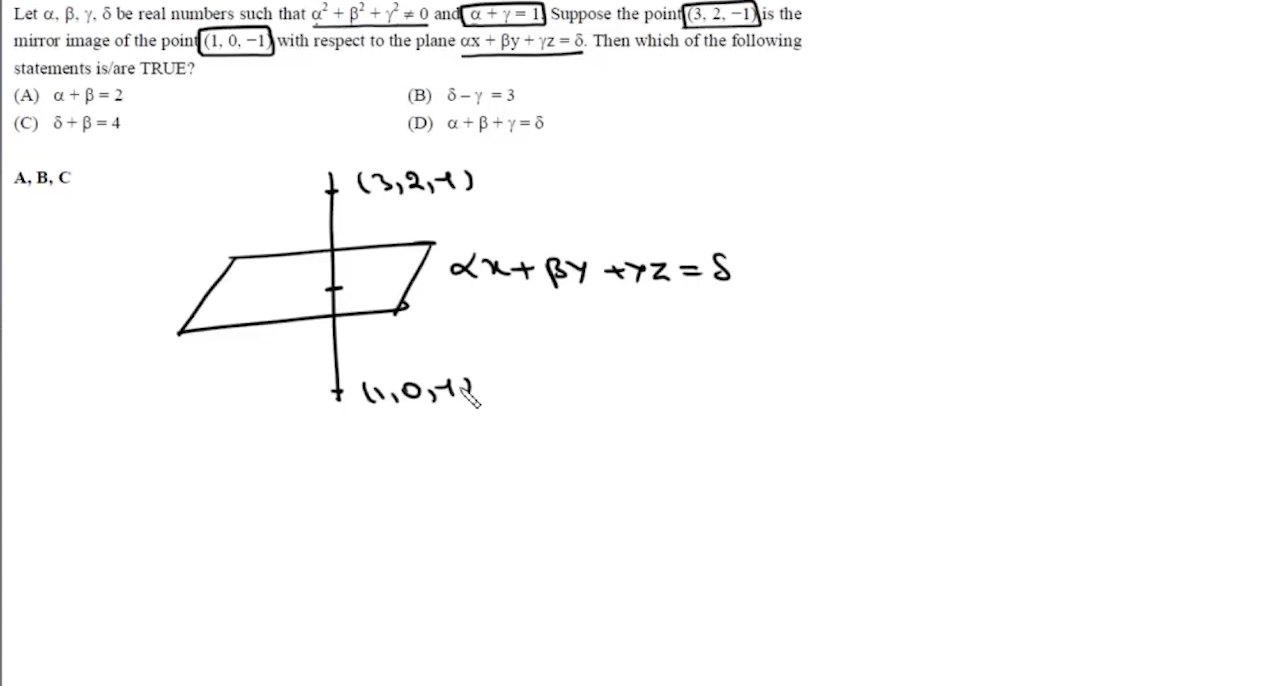 Let α, β, γ, δ be real numbers such that α² + β² + γ² ≠ 0 and α + γ = 1. Suppose the point (3, 2, −1) is the
mirror image of the point (1, 0, −1) with respect to the plane αx + βy + γz = δ. Then which of the following
statements is/are TRUE?
(A) α + β = 2 (B) δ − γ = 3
(C) δ + β = 4 (D) α + β + γ = δ
A, B, C
(3,2,-1)
αx + βy + γz = δ
(1,0,-1)